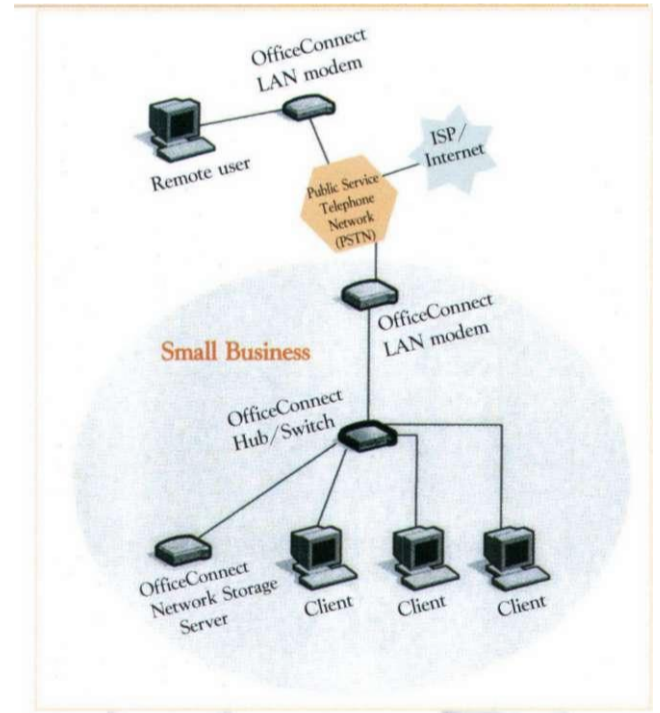 OfficeConnect
LAN modem
Remote user
ISP/
Internet
Public Service
Telephone
Network
(PSTN)
OfficeConnect
LAN modem
Small Business
OfficeConnect
Hub/Switch
OfficeConnect
Network Storage
Server
Client
Client
Client